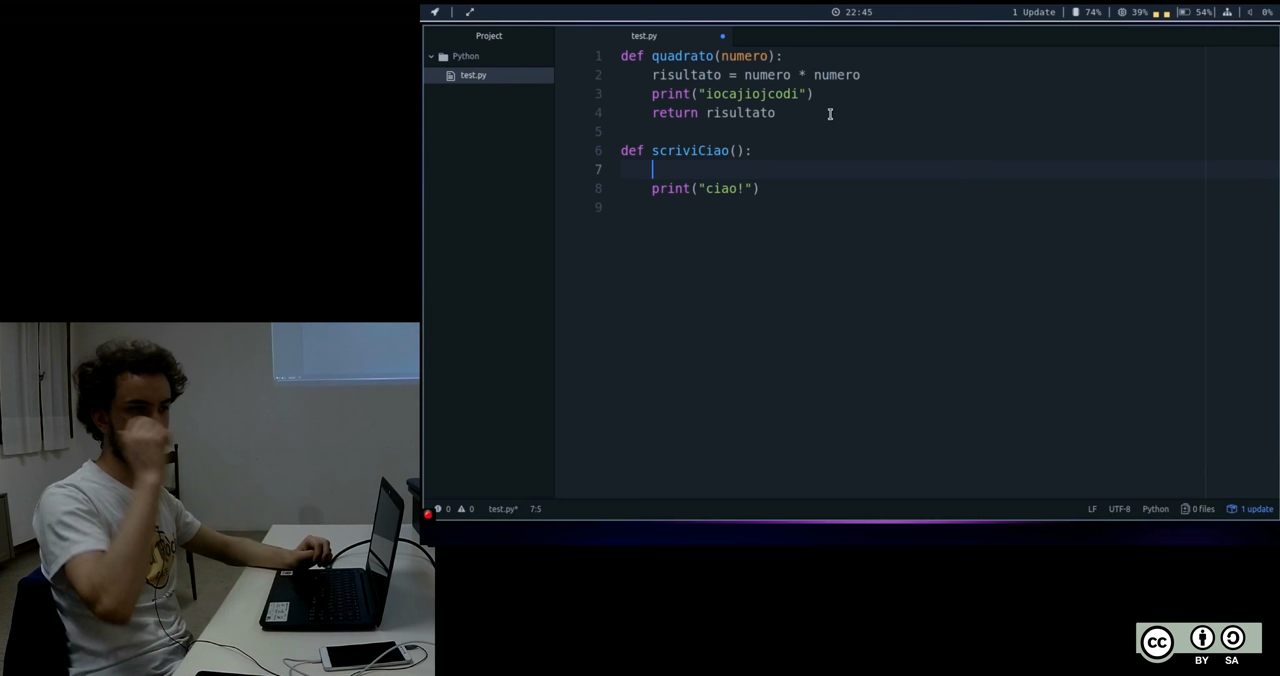 22:45
1 Update
74%
39%
54%
0%
Project
test.py
Python
test.py
1 def quadrato(numero):
2 risultato = numero * numero
3 print("iocajiojcodi")
4 return risultato
5
6 def scriviCiao():
7
8 print("ciao!")
9
0 0 test.py* 7:5
LF UTF-8 Python 0 files 1 update
CC
BY SA